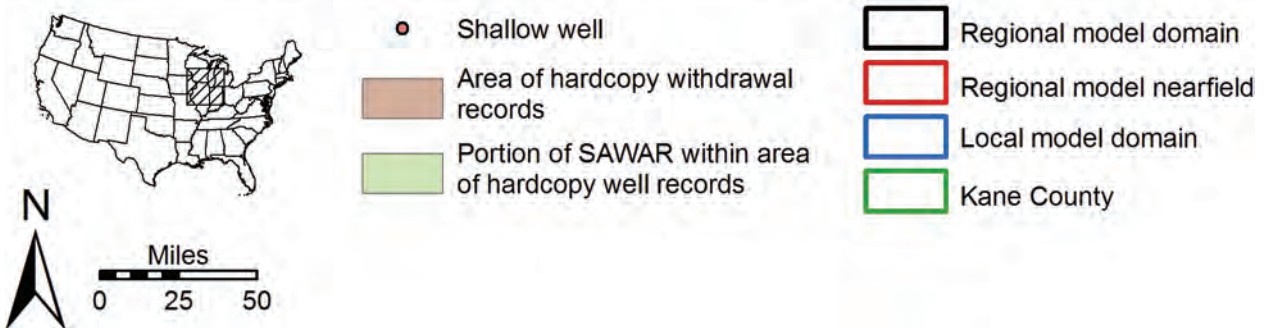 N
Miles
0 25 50
Shallow well
Area of hardcopy withdrawal
records
Portion of SAWAR within area
of hardcopy well records
Regional model domain
Regional model nearfield
Local model domain
Kane County